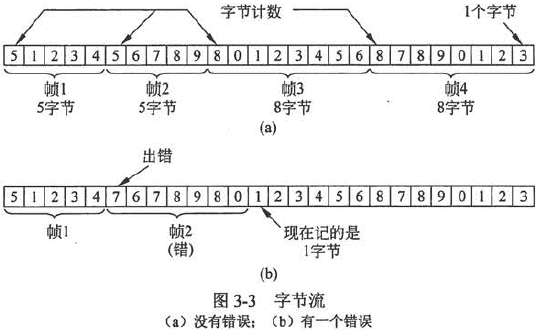 字节计数 1个字节
5 1 2 3 4 5 6 7 8 9 8 0 1 2 3 4 5 6 8 7 8 9 0 1 2 3
帧1 帧2 帧3 帧4
5字节 5字节 8字节 8字节
(a)
出错
5 1 2 3 4 7 6 7 8 9 8 0 1 2 3 4 5 6 8 7 8 9 0 1 2 3
帧1 帧2 现在记的是
(错) 1字节
(b)
图 3-3 字节流
（a）没有错误；（b）有一个错误